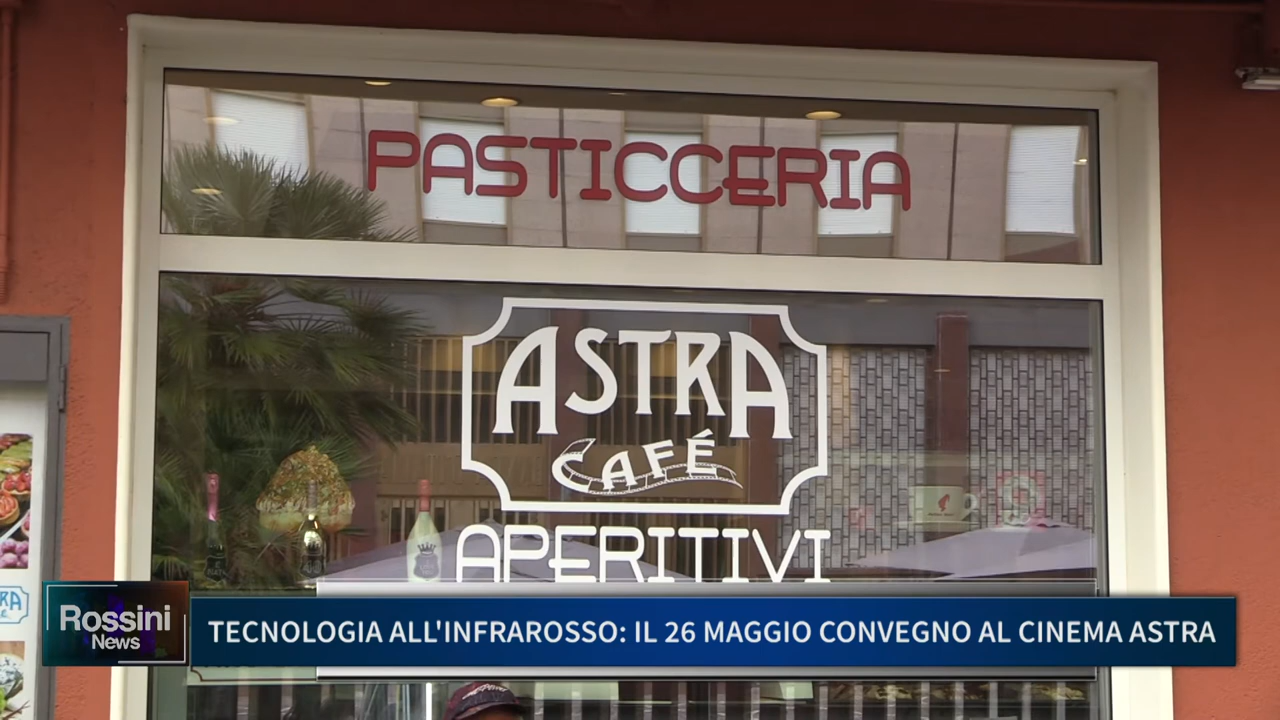 PASTICCERIA
ASTRA
CAFÉ
APERITIVI
Rossini
News
TECNOLOGIA ALL'INFRAROSSO: IL 26 MAGGIO CONVEGNO AL CINEMA ASTRA